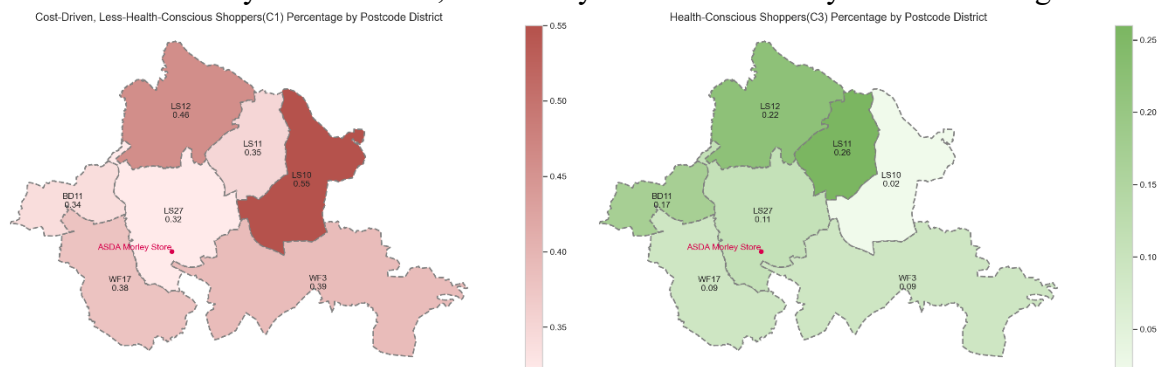 Cost-Driven, Less-Health-Conscious Shoppers(C1) Percentage by Postcode District
LS12
0.46
LS11
0.35
LS10
0.55
BD11
0.34
LS27
0.32
ASDA Morley Store
WF17
0.38
WF3
0.39
0.55
0.50
0.45
0.40
0.35
Health-Conscious Shoppers(C3) Percentage by Postcode District
LS12
0.22
LS11
0.26
LS10
0.02
BD11
0.17
LS27
0.11
ASDA Morley Store
WF17
0.09
WF3
0.09
0.25
0.20
0.15
0.10
0.05